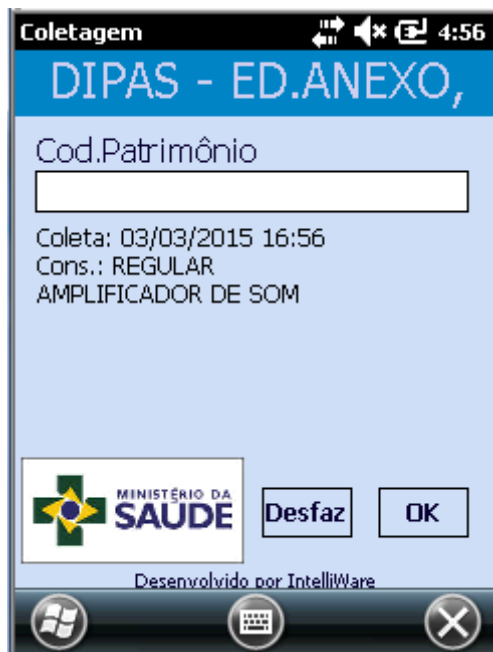 Coletagem 4:56
DIPAS - ED.ANEXO,
Cod.Patrimônio
Coleta: 03/03/2015 16:56
Cons.: REGULAR
AMPLIFICADOR DE SOM
MINISTÉRIO DA
SAÚDE
Desfaz OK
Desenvolvido por IntelliWare